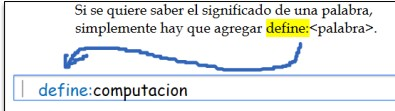 Si se quiere saber el significado de una palabra,
simplemente hay que agregar define:<palabra>.
define:computacion